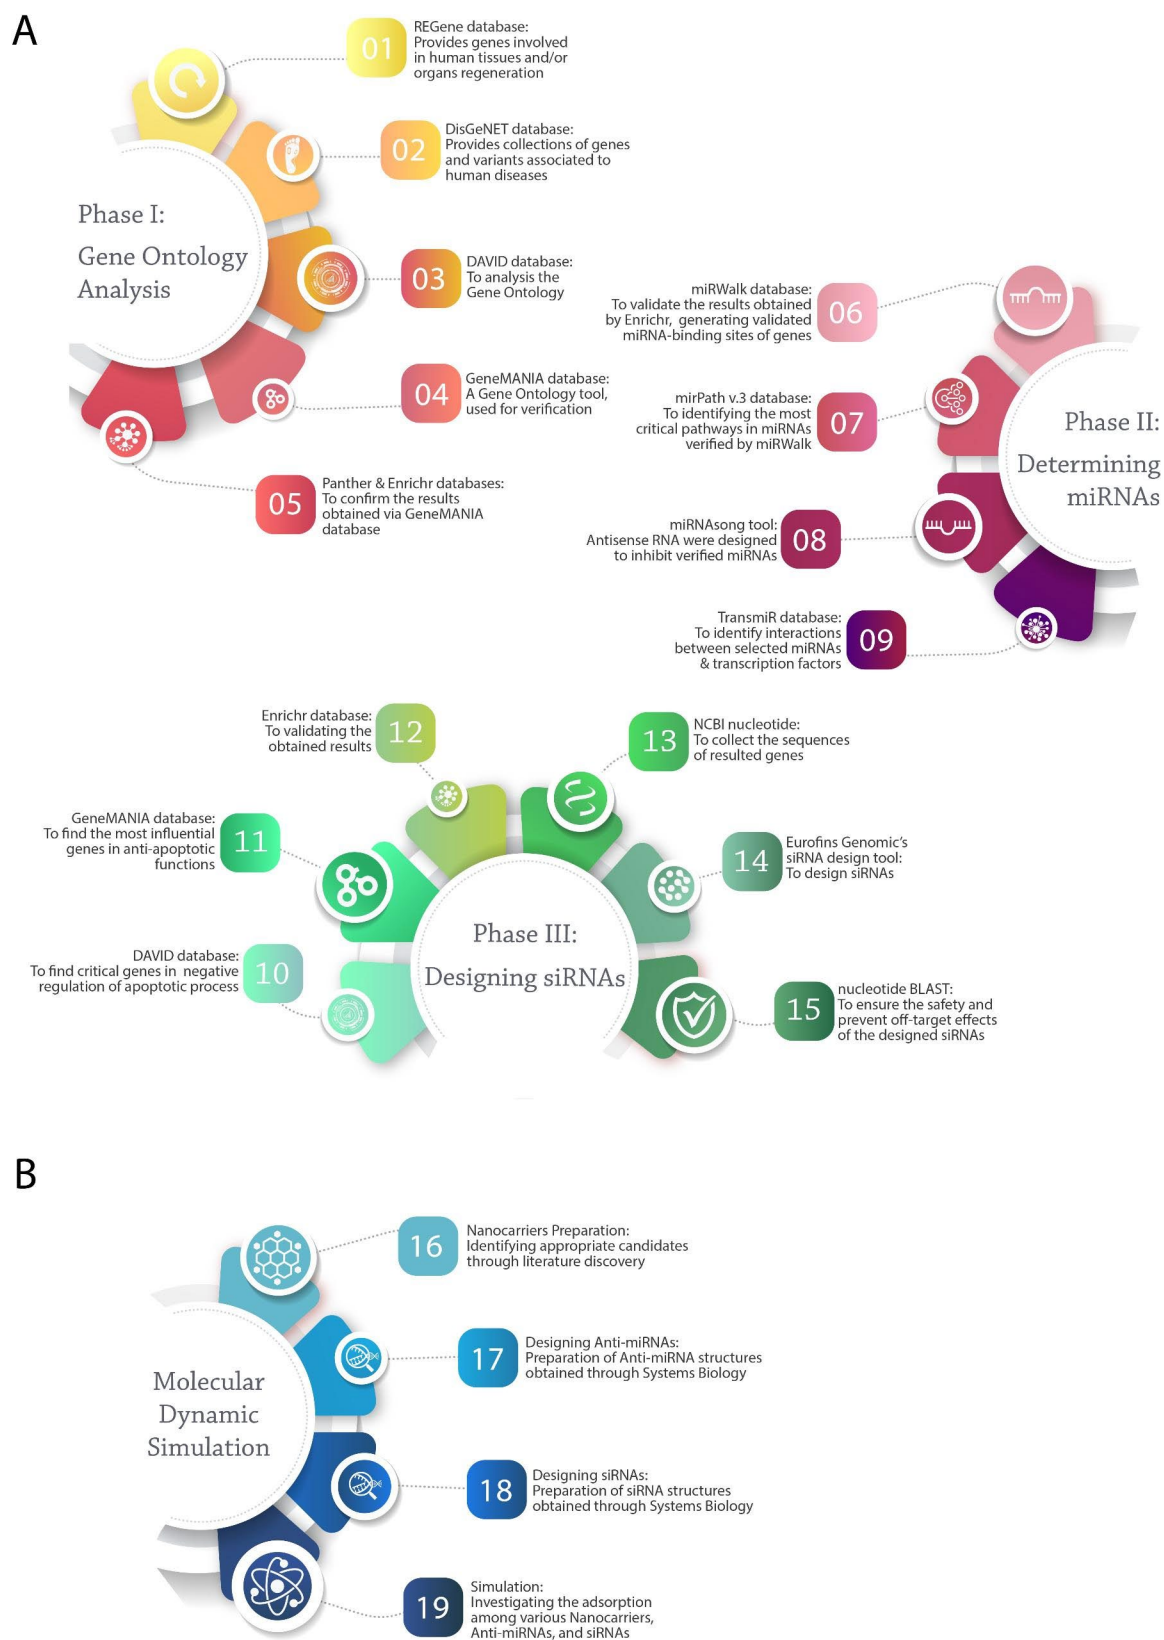 A
01
REGene database:
Provides genes involved
in human tissues and/or
organs regeneration
02
DisGeNET database:
Provides collections of genes
and variants associated to
human diseases
Phase I:
Gene Ontology
Analysis
03
DAVID database:
To analysis the
Gene Ontology
04
GeneMANIA database:
A Gene Ontology tool,
used for verification
05
Panther & Enrichr databases:
To confirm the results
obtained via GeneMANIA
database
miRWalk database:
To validate the results obtained
by Enrichr, generating validated
miRNA-binding sites of genes
06
mirPath v.3 database:
To identifying the most
critical pathways in miRNAs
verified by miRWalk
07
Phase II:
Determining
miRNAs
miRNAsong tool:
Antisense RNA were designed
to inhibit verified miRNAs
08
TransmiR database:
To identify interactions
between selected miRNAs
& transcription factors
09
Enrichr database:
To validating the
obtained results
12
13
NCBI nucleotide:
To collect the sequences
of resulted genes
GeneMANIA database:
To find the most influential
genes in anti-apoptotic
functions
11
14
Eurofins Genomic's
siRNA design tool:
To design siRNAs
Phase III:
Designing siRNAs
DAVID database:
To find critical genes in negative
regulation of apoptotic process
10
15
nucleotide BLAST:
To ensure the safety and
prevent off-target effects
of the designed siRNAs
B
16
Nanocarriers Preparation:
Identifying appropriate candidates
through literature discovery
17
Designing Anti-miRNAs:
Preparation of Anti-miRNA structures
obtained through Systems Biology
Molecular
Dynamic
Simulation
18
Designing siRNAs:
Preparation of siRNA structures
obtained through Systems Biology
19
Simulation:
Investigating the adsorption
among various Nanocarriers,
Anti-miRNAs, and siRNAs